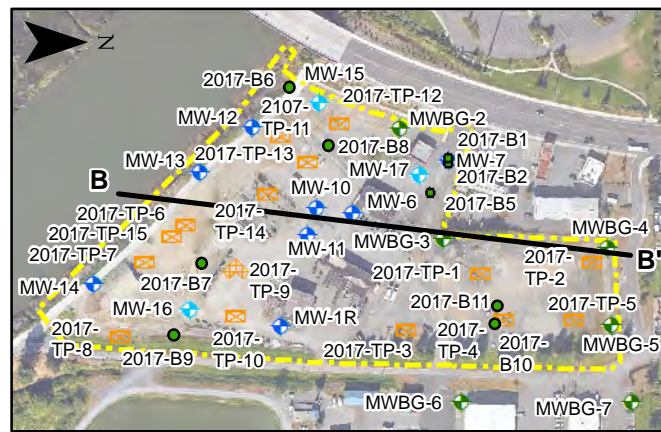 N
2017-B6
MW-15
2017-TP-12
2107-
TP-11
MW-12
MWBG-2
2017-B1
2017-TP-13
2017-B8
MW-7
MW-13
MW-17
2017-B2
B
MW-10
2017-B5
2017-TP-6
2017-
TP-14
MW-6
MWBG-4
2017-TP-15
MW-11
MWBG-3
2017-
TP-2
B'
2017-TP-7
2017-B7
2017-
TP-9
2017-TP-1
MW-14
MW-16
2017-B11
2017-TP-5
2017-
TP-8
2017-B9
2017-
TP-10
MW-1R
2017-TP-3
2017-
TP-4
2017-
B10
MWBG-5
MWBG-6
MWBG-7